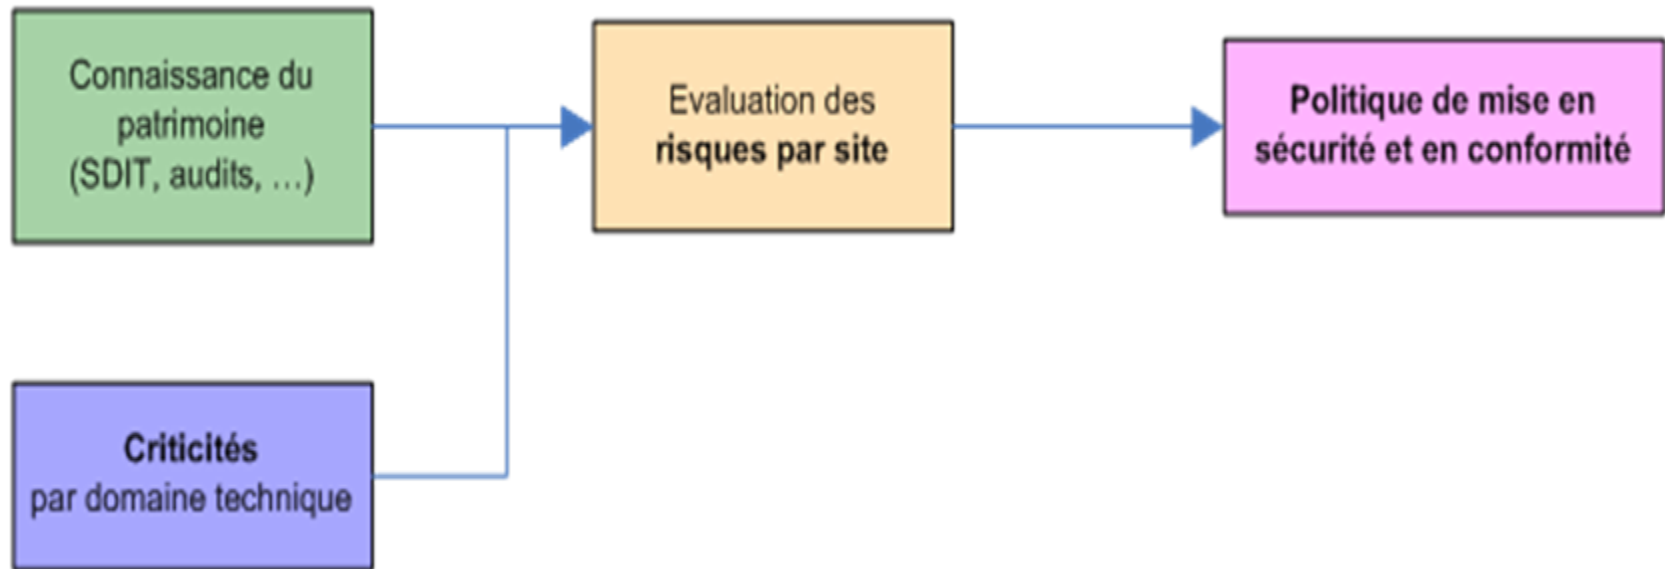 Connaissance du
patrimoine
(SDIT, audits, …)
Evaluation des
risques par site
Politique de mise en
sécurité et en conformité
Criticités
par domaine technique